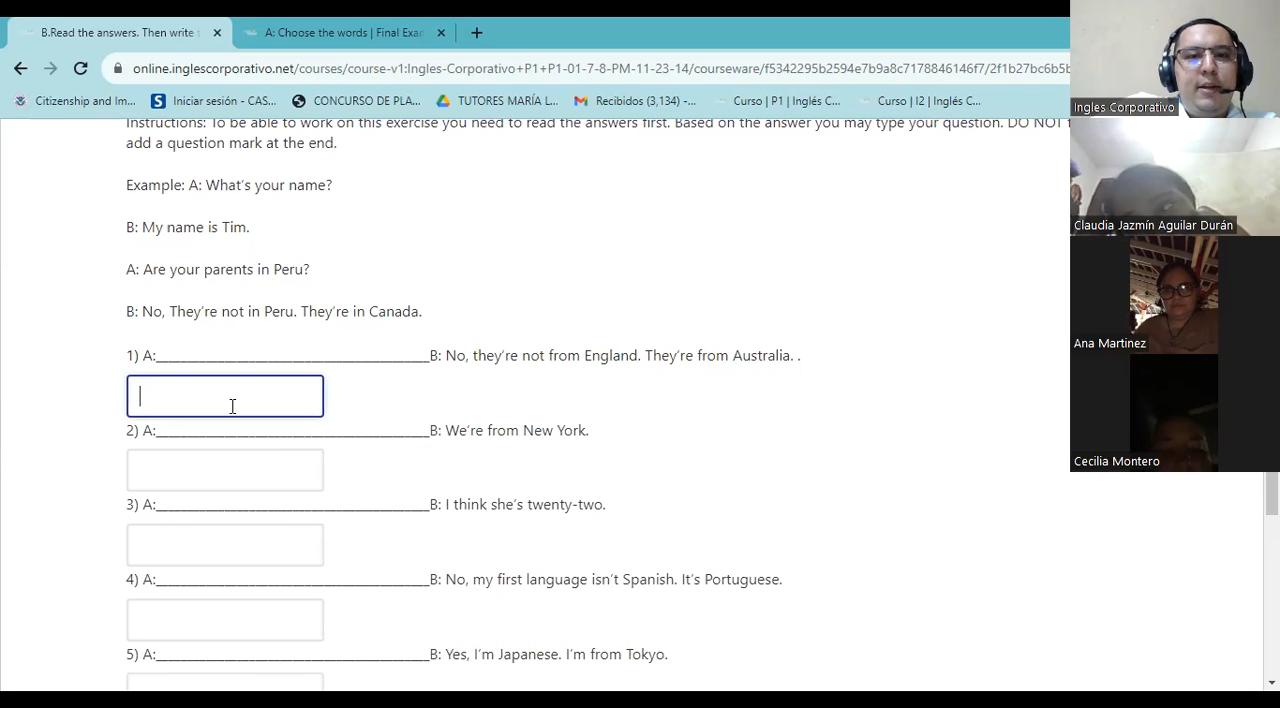 B.Read the answers. Then write
A: Choose the words | Final Exa
online.inglescorporativo.net/courses/course-v1:Ingles-Corporativo+P1+P1-01-7-8-PM-11-23-14/courseware/f5342295b2594e7b9a8c7178846146f7/2f1b27bc6b5b
Citizenship and Im...
Iniciar sesión - CAS...
CONCURSO DE PLA...
TUTORES MARÍA L...
Recibidos (3,134) -...
Curso | P1 | Inglés C...
Curso | I2 | Inglés C...
Instructions: To be able to work on this exercise you need to read the answers first. Based on the answer you may type your question. DO NOT
add a question mark at the end.
Example: A: What's your name?
B: My name is Tim.
A: Are your parents in Peru?
B: No, They're not in Peru. They're in Canada.
1) A:__________________________________B: No, they're not from England. They're from Australia. .
2) A:__________________________________B: We're from New York.
3) A:__________________________________B: I think she's twenty-two.
4) A:__________________________________B: No, my first language isn't Spanish. It's Portuguese.
5) A:__________________________________B: Yes, I'm Japanese. I'm from Tokyo.
Ingles Corporativo
Claudia Jazmín Aguilar Durán
Ana Martinez
Cecilia Montero